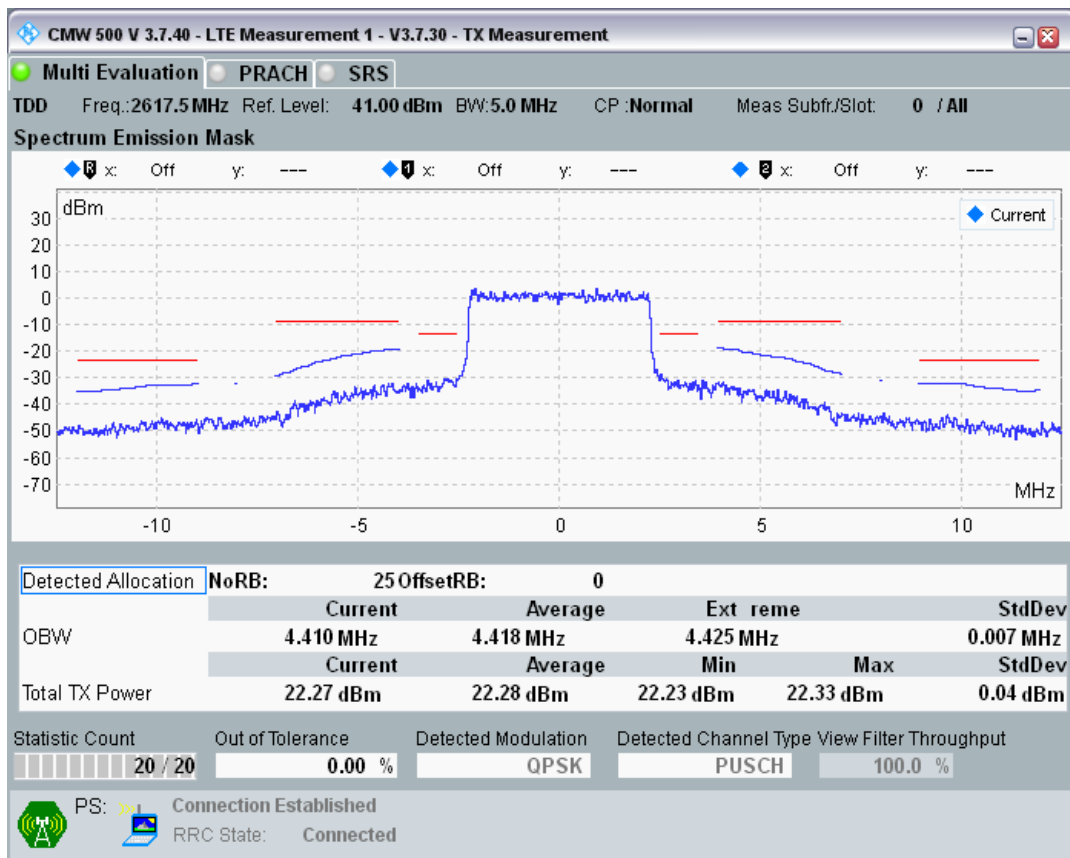 CMW 500 V 3.7.40 - LTE Measurement 1 - V3.7.30 - TX Measurement
Multi Evaluation PRACH SRS
TDD Freq.:2617.5 MHz Ref. Level: 41.00 dBm BW:5.0 MHz CP :Normal Meas Subfr./Slot: 0 / All
Spectrum Emission Mask
R x: Off y: --- 1 x: Off y: --- 2 x: Off y: ---
dBm
Current
30
20
10
0
-10
-20
-30
-40
-50
-60
-70
MHz
-10 -5 0 5 10
Detected Allocation NoRB: 25 OffsetRB: 0
Current Average Ext reme StdDev
OBW 4.410 MHz 4.418 MHz 4.425 MHz 0.007 MHz
Current Average Min Max StdDev
Total TX Power 22.27 dBm 22.28 dBm 22.23 dBm 22.33 dBm 0.04 dBm
Statistic Count Out of Tolerance Detected Modulation Detected Channel Type View Filter Throughput
20 / 20 0.00 % QPSK PUSCH 100.0 %
PS: Connection Established
RRC State: Connected